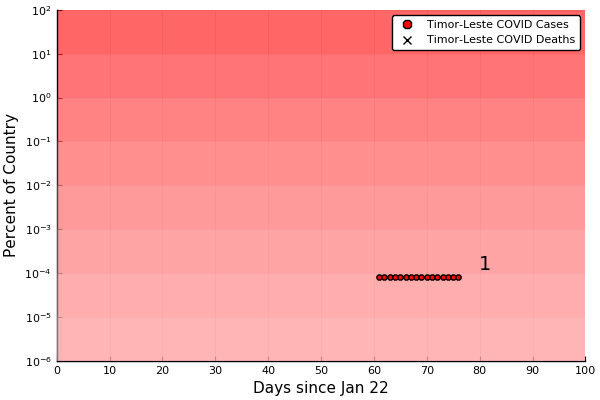 10²
Timor-Leste COVID Cases
Timor-Leste COVID Deaths
10¹
10⁰
10⁻¹
10⁻²
10⁻³
10⁻⁴
10⁻⁵
10⁻⁶
Percent of Country
1
0 10 20 30 40 50 60 70 80 90 100
Days since Jan 22